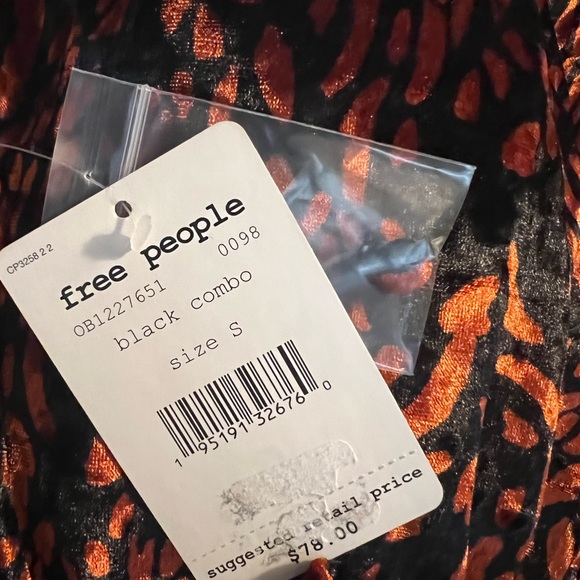 CP3258 2 2
free people
OB1227651 0098
black combo
size S
1 95191 32676 0
suggested retail price
$78.00